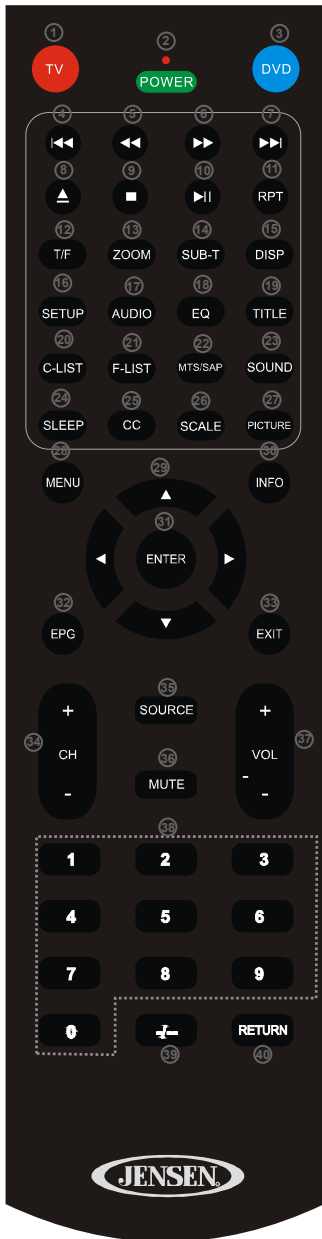 1 2 3
TV POWER DVD
4 5 6 7
8 9 10 11
RPT
12 13 14 15
T/F ZOOM SUB-T DISP
16 17 18 19
SETUP AUDIO EQ TITLE
20 21 22 23
C-LIST F-LIST MTS/SAP SOUND
24 25 26 27
SLEEP CC SCALE PICTURE
28 29 30
MENU INFO
31
ENTER
32 33
EPG EXIT
35
+ SOURCE +
34 CH 36 VOL 37
- MUTE -
-
38
1 2 3
4 5 6
7 8 9
0 -/-- RETURN
39 40
JENSEN